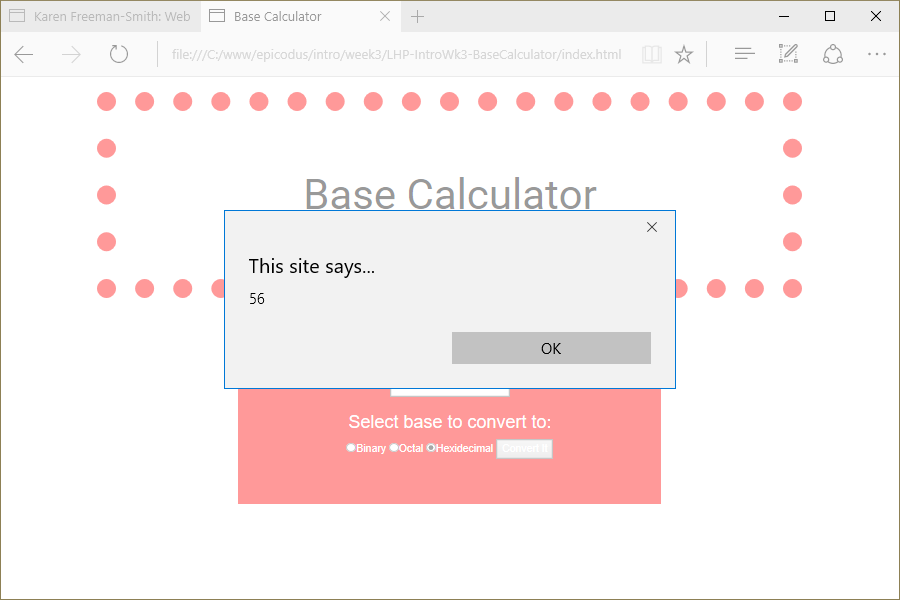 Karen Freeman-Smith: Web
Base Calculator
file:///C:/www/epicodus/intro/week3/LHP-IntroWk3-BaseCalculator/index.html
Base Calculator
This site says...
56
OK
Select base to convert to:
Binary Octal Hexidecimal Convert It